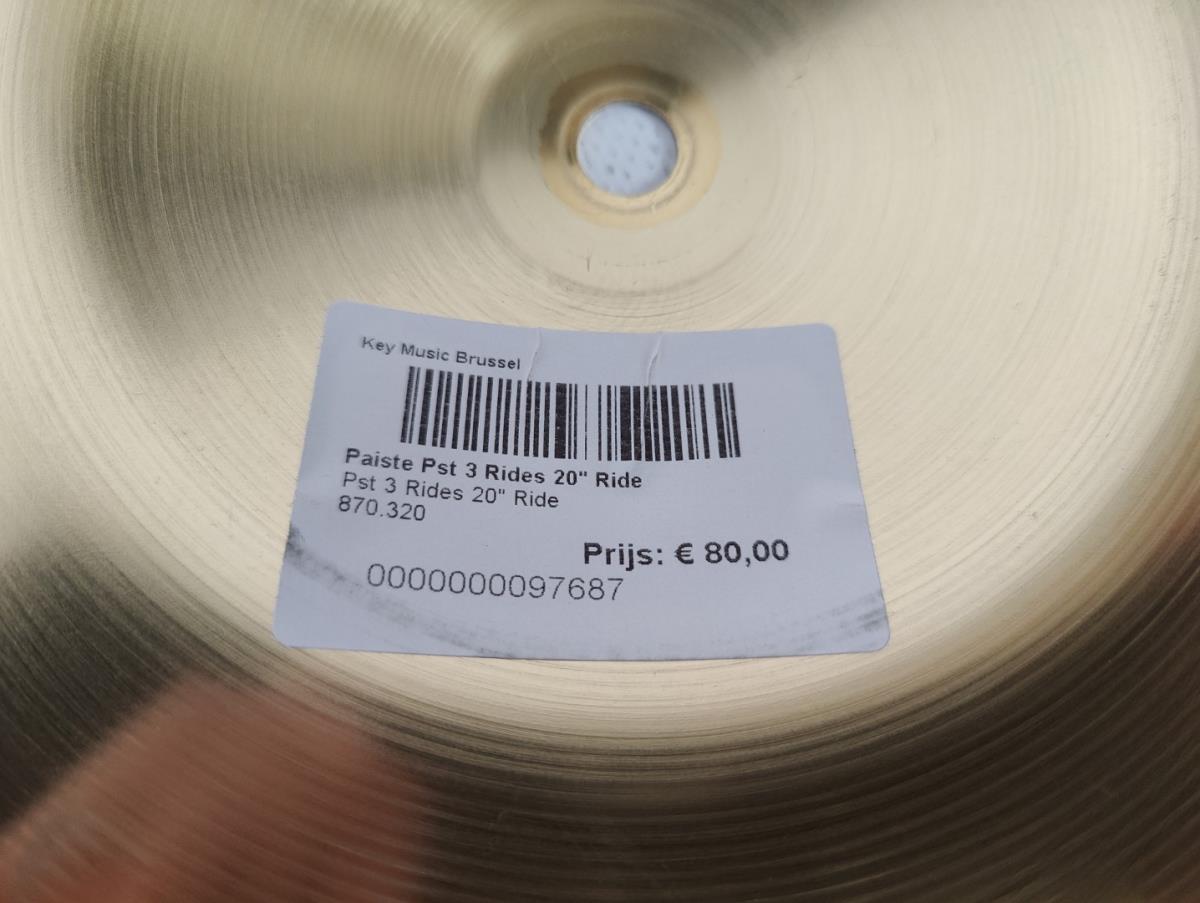 Key Music Brussel
Paiste Pst 3 Rides 20" Ride
Pst 3 Rides 20" Ride
870.320
Prijs: € 80,00
0000000097687